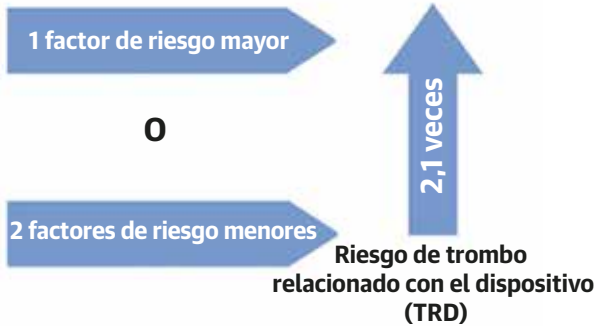 1 factor de riesgo mayor
O
2 factores de riesgo menores
2,1 veces
Riesgo de trombo
relacionado con el dispositivo
(TRD)